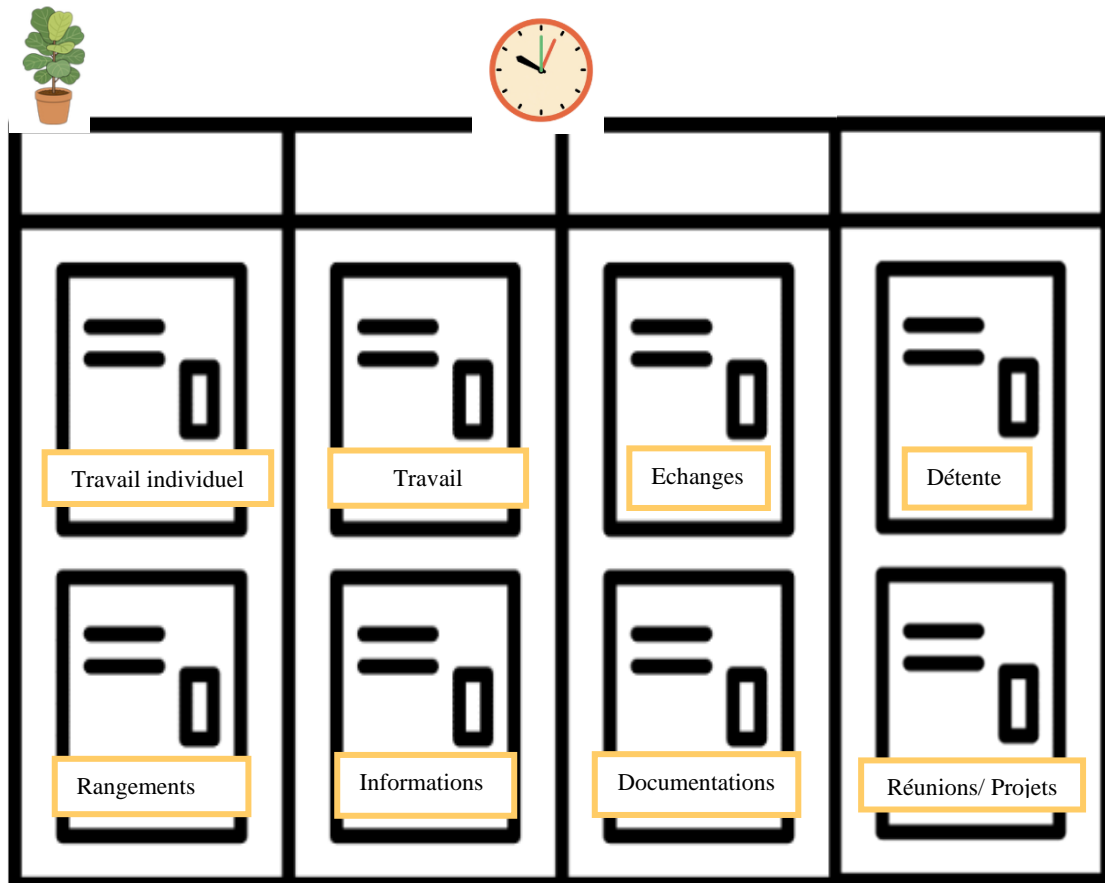 Travail individuel
Travail
Echanges
Détente
Rangements
Informations
Documentations
Réunions/ Projets